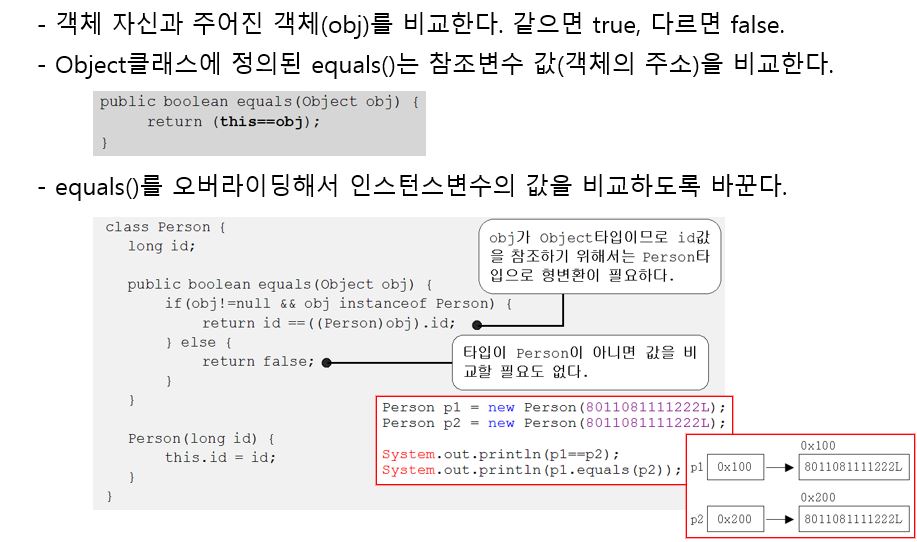 - 객체 자신과 주어진 객체(obj)를 비교한다. 같으면 true, 다르면 false.
- Object클래스에 정의된 equals()는 참조변수 값(객체의 주소)을 비교한다.
public boolean equals(Object obj) {
return (this==obj);
}
- equals()를 오버라이딩해서 인스턴스변수의 값을 비교하도록 바꾼다.
class Person {
long id;
public boolean equals(Object obj) {
if(obj!=null && obj instanceof Person) {
return id ==((Person)obj).id;
} else {
return false;
}
}
Person(long id) {
this.id = id;
}
}
obj가 Object타입이므로 id값
을 참조하기 위해서는 Person타
입으로 형변환이 필요하다.
타입이 Person이 아니면 값을 비
교할 필요도 없다.
Person p1 = new Person(8011081111222L);
Person p2 = new Person(8011081111222L);
System.out.println(p1==p2);
System.out.println(p1.equals(p2));
0x100
p1 0x100 8011081111222L
0x200
p2 0x200 8011081111222L